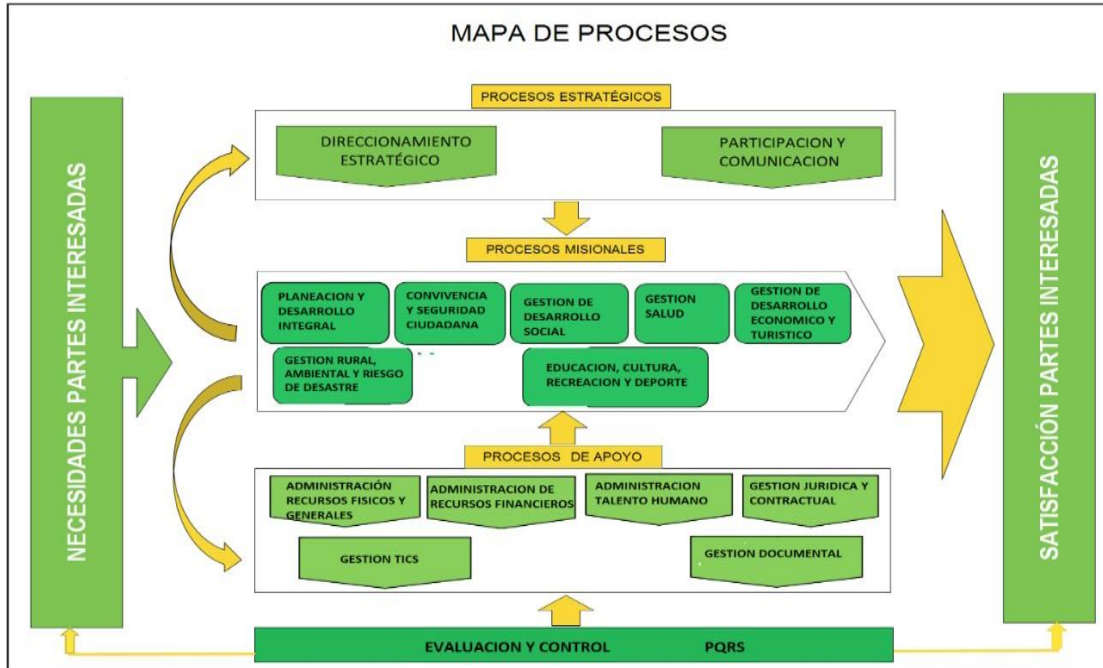 MAPA DE PROCESOS
NECESIDADES PARTES INTERESADAS
PROCESOS ESTRATÉGICOS
DIRECCIONAMIENTO
ESTRATÉGICO
PARTICIPACION Y
COMUNICACION
PROCESOS MISIONALES
PLANEACION Y
DESARROLLO
INTEGRAL
CONVIVENCIA
Y SEGURIDAD
CIUDADANA
GESTION DE
DESARROLLO
SOCIAL
GESTION
SALUD
GESTION DE
DESARROLLO
ECONOMICO Y
TURISTICO
GESTION RURAL,
AMBIENTAL Y RIESGO
DE DESASTRE
EDUCACION, CULTURA,
RECREACION Y DEPORTE
PROCESOS DE APOYO
ADMINISTRACIÓN
RECURSOS FISICOS Y
GENERALES
ADMINISTRACION DE
RECURSOS FINANCIEROS
ADMINISTRACION
TALENTO HUMANO
GESTION JURIDICA Y
CONTRACTUAL
GESTION TICS
GESTION DOCUMENTAL
EVALUACION Y CONTROL PQRS
SATISFACCIÓN PARTES INTERESADAS